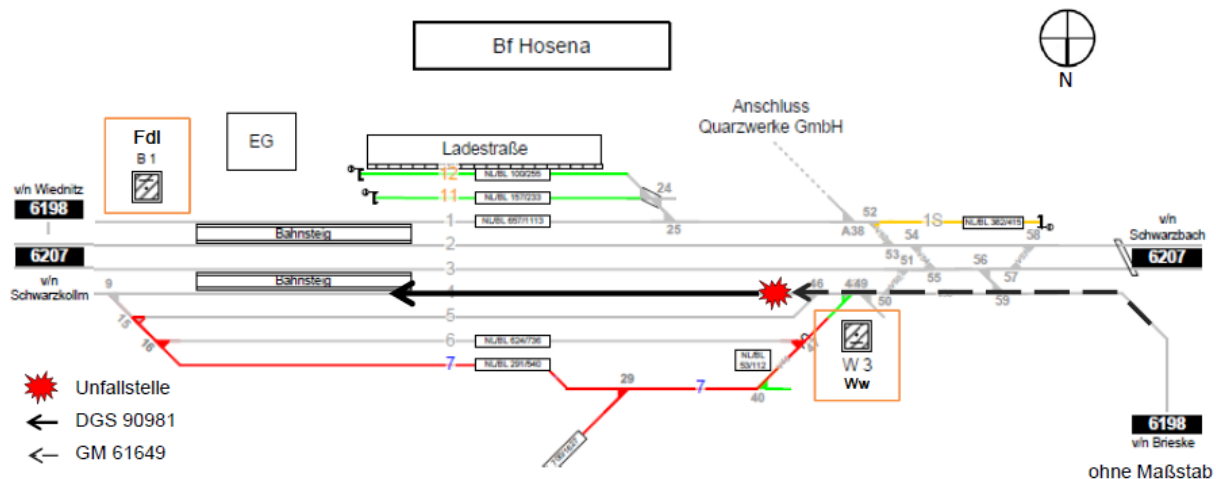 Bf Hosena
N
Anschluss
Quarzwerke GmbH
Fdl
B 1
EG
Ladestraße
v/n Wiednitz
6198
12
NL/BL 100/255
24
11
NL/BL 157/233
1
NL/BL 657/1113
25
A38
52
1S
NL/BL 382/415
v/n
Schwarzbach
6207
Bahnsteig
2
53
54
58
6207
3
51
55
56
57
v/n
Schwarzkollm
Bahnsteig
9
4
46
49
50
59
15
5
16
6
NL/BL 624/736
47
W 3
Ww
7
NL/BL 291/540
NL/BL
53/112
29
7
40
Unfallstelle
DGS 90981
GM 61649
6198
v/n Brieske
ohne Maßstab